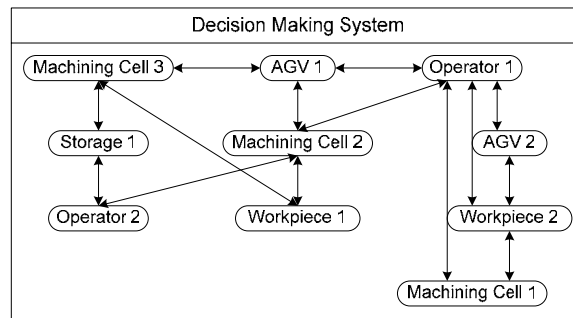 Decision Making System
Machining Cell 3
AGV 1
Operator 1
Storage 1
Machining Cell 2
AGV 2
Operator 2
Workpiece 1
Workpiece 2
Machining Cell 1